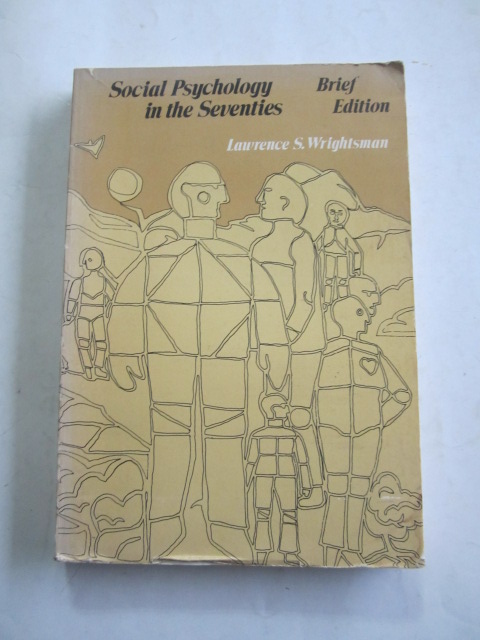 Social Psychology Brief
in the Seventies Edition
Lawrence S. Wrightsman